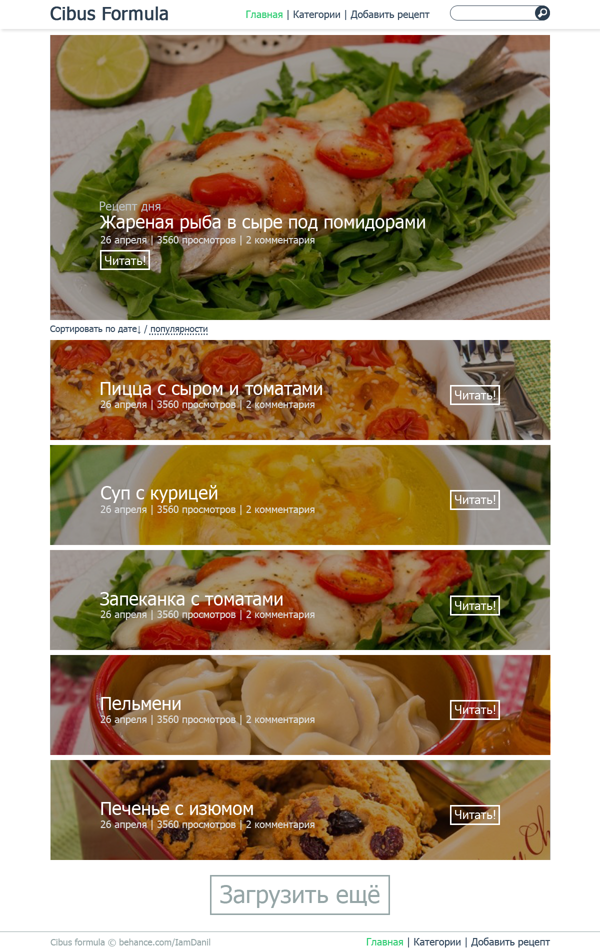 Cibus Formula
Главная | Категории | Добавить рецепт
Рецепт дня
Жареная рыба в сыре под помидорами
26 апреля | 3560 просмотров | 2 комментария
Читать!
Сортировать по дате↓ / популярности
Пицца с сыром и томатами
26 апреля | 3560 просмотров | 2 комментария
Читать!
Суп с курицей
26 апреля | 3560 просмотров | 2 комментария
Читать!
Запеканка с томатами
26 апреля | 3560 просмотров | 2 комментария
Читать!
Пельмени
26 апреля | 3560 просмотров | 2 комментария
Читать!
Печенье с изюмом
26 апреля | 3560 просмотров | 2 комментария
Читать!
Загрузить ещё
Cibus formula © behance.com/IamDanil
Главная | Категории | Добавить рецепт